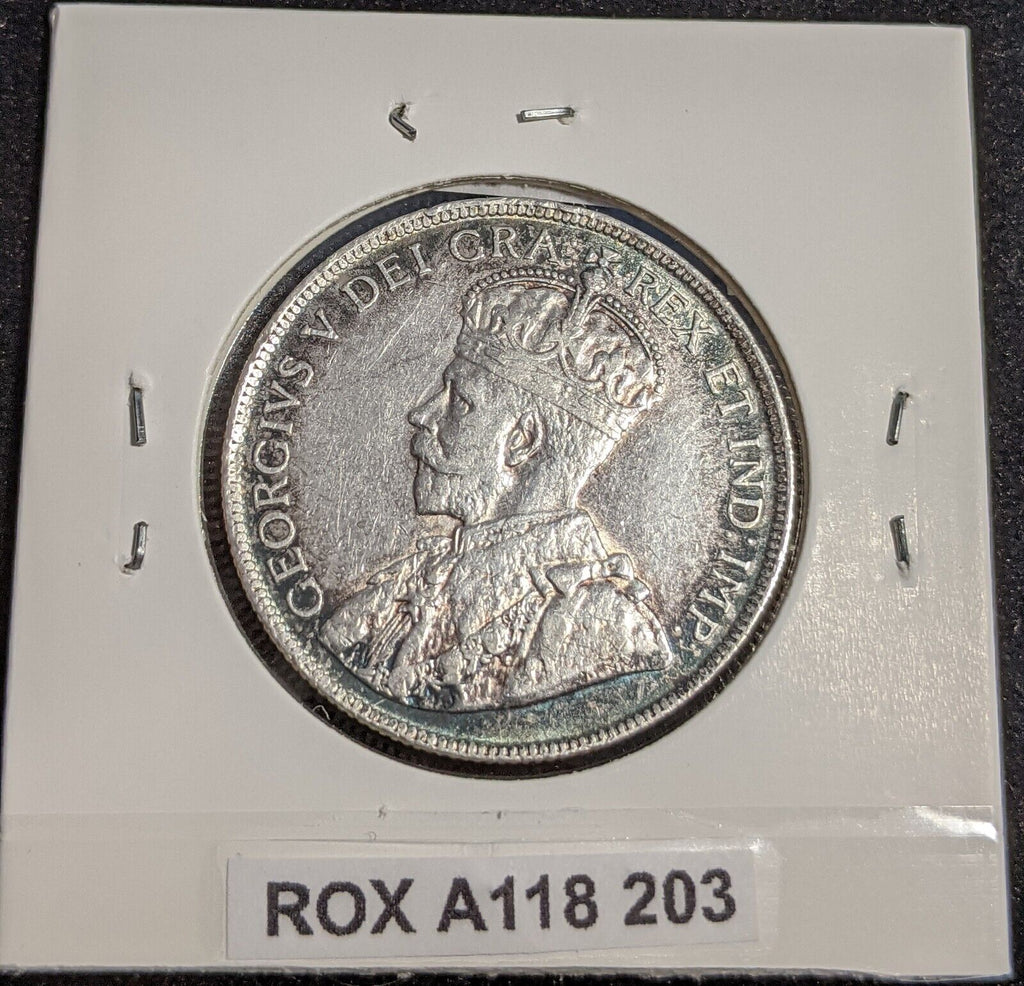 GEORGIVS V DEI GRA: REX ET IND: IMP:
ROX A118 203